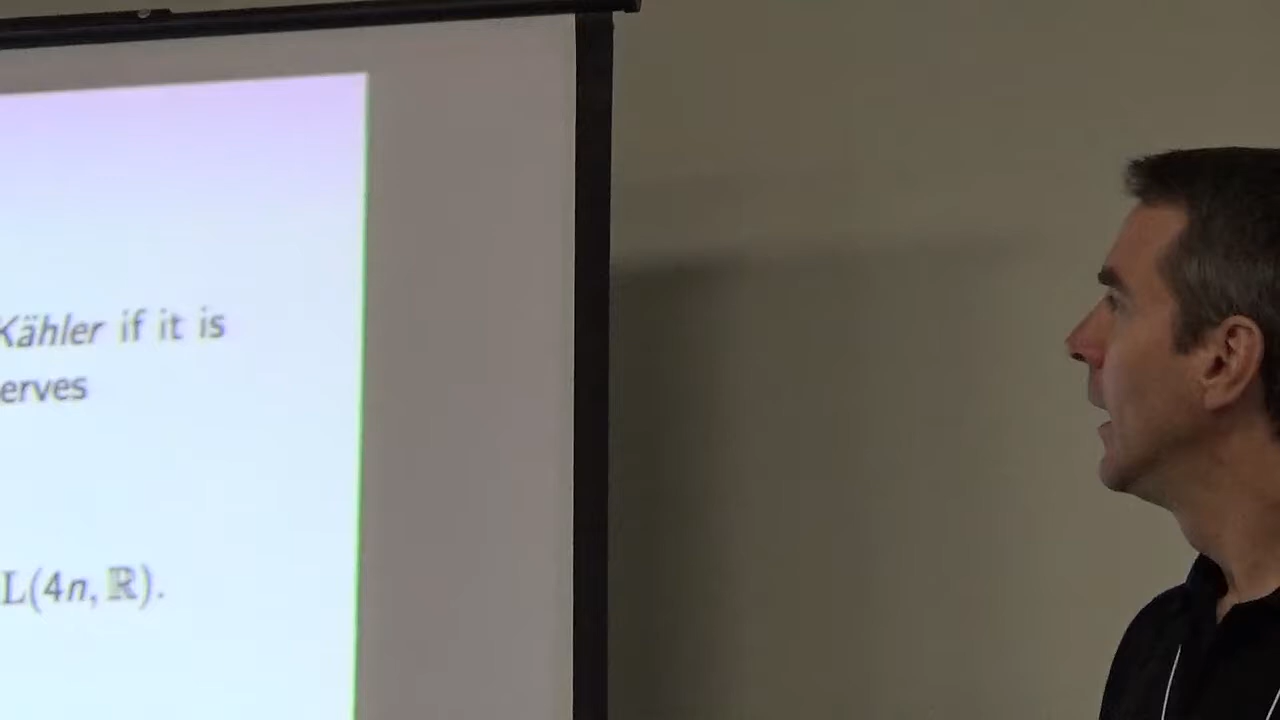 Kähler if it is
erves
L(4n, ℝ).